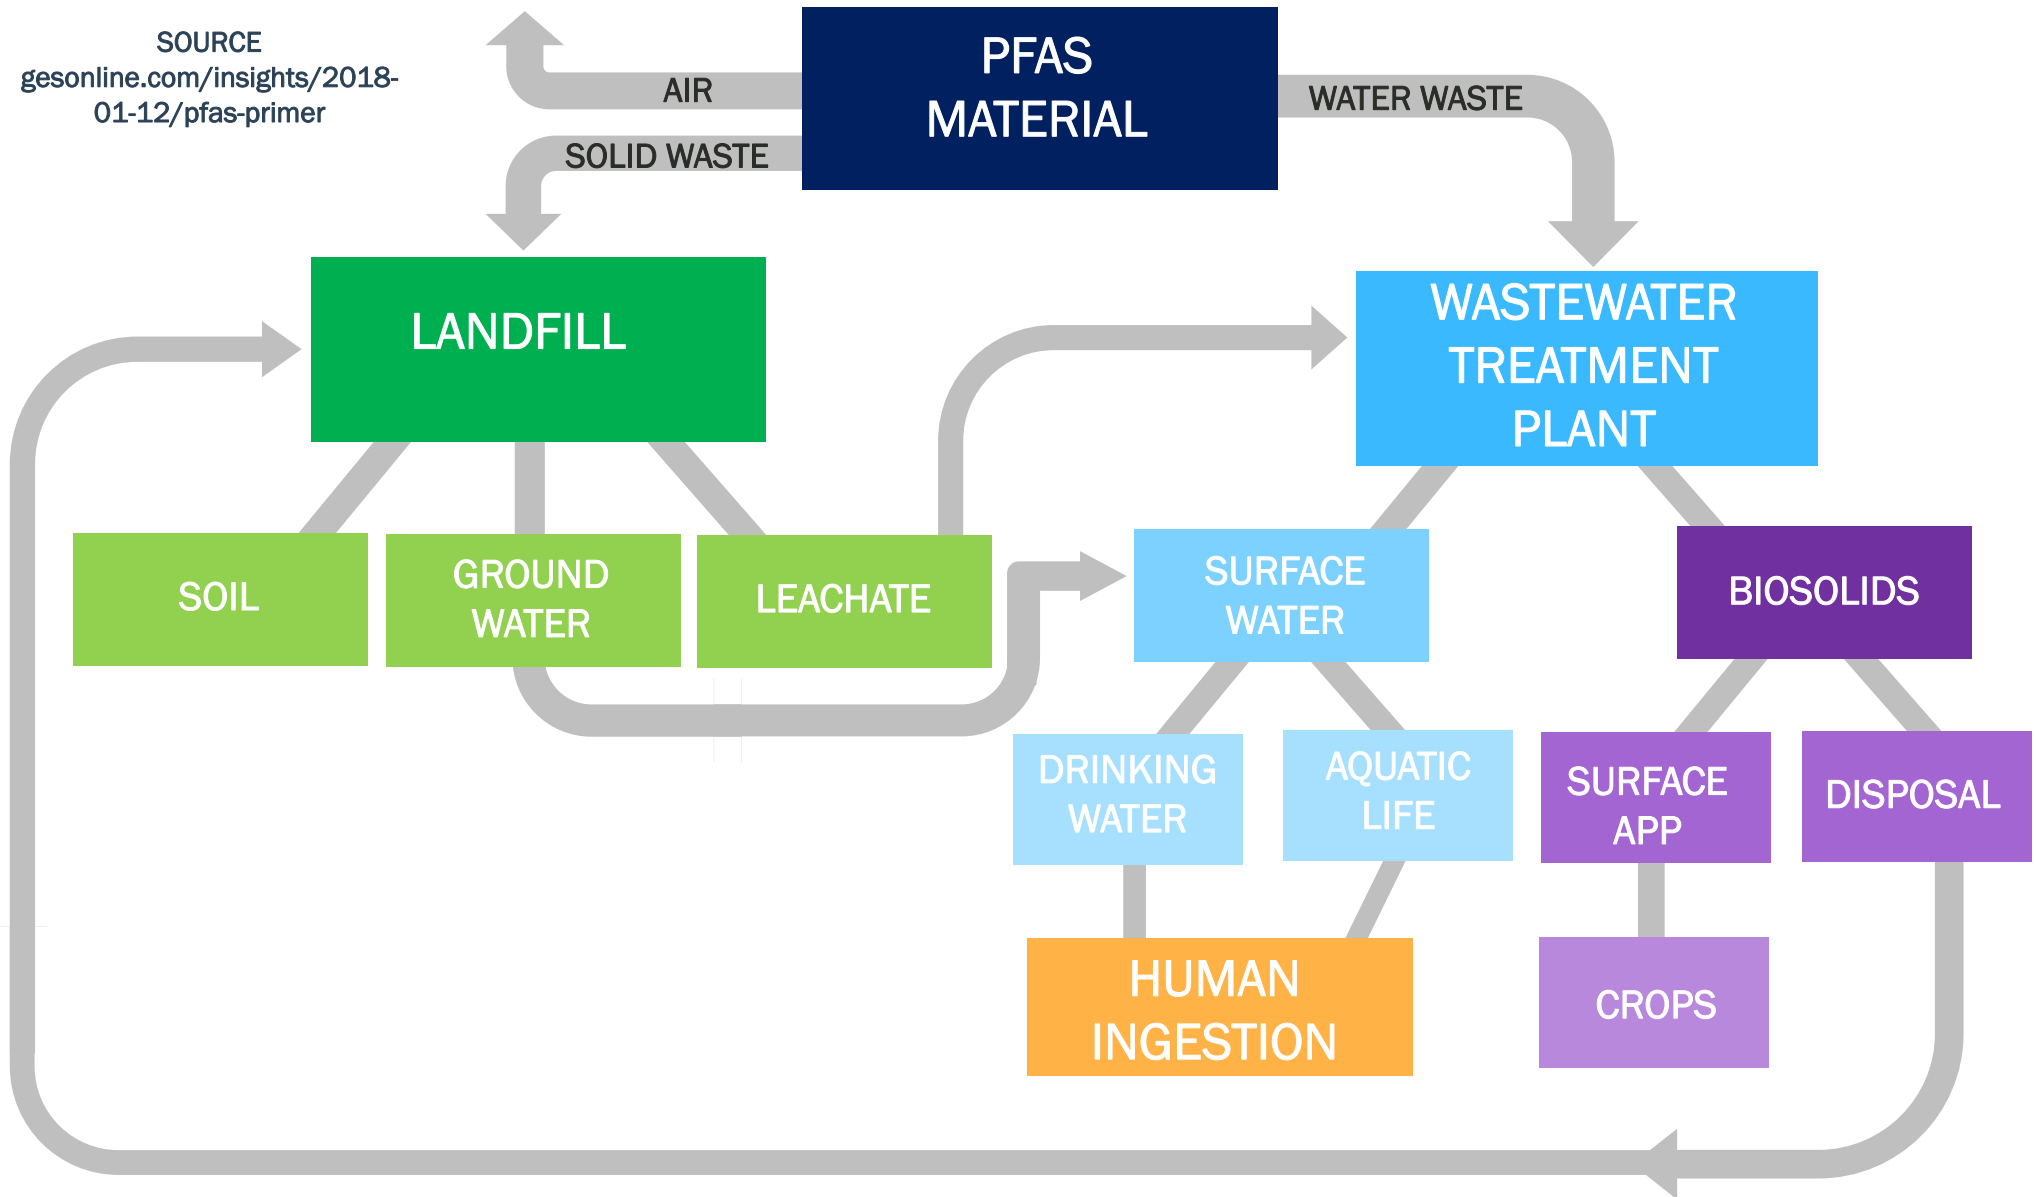 SOURCE
gesonline.com/insights/2018-
01-12/pfas-primer
PFAS
MATERIAL
AIR
WATER WASTE
SOLID WASTE
LANDFILL
WASTEWATER
TREATMENT
PLANT
SOIL
GROUND
WATER
LEACHATE
SURFACE
WATER
BIOSOLIDS
DRINKING
WATER
AQUATIC
LIFE
SURFACE
APP
DISPOSAL
HUMAN
INGESTION
CROPS